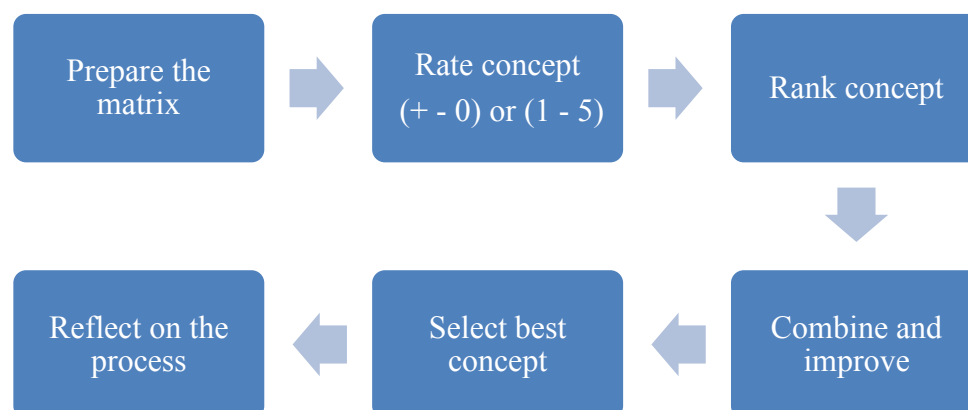 Prepare the
matrix
Rate concept
(+ - 0) or (1 - 5)
Rank concept
Combine and
improve
Select best
concept
Reflect on the
process